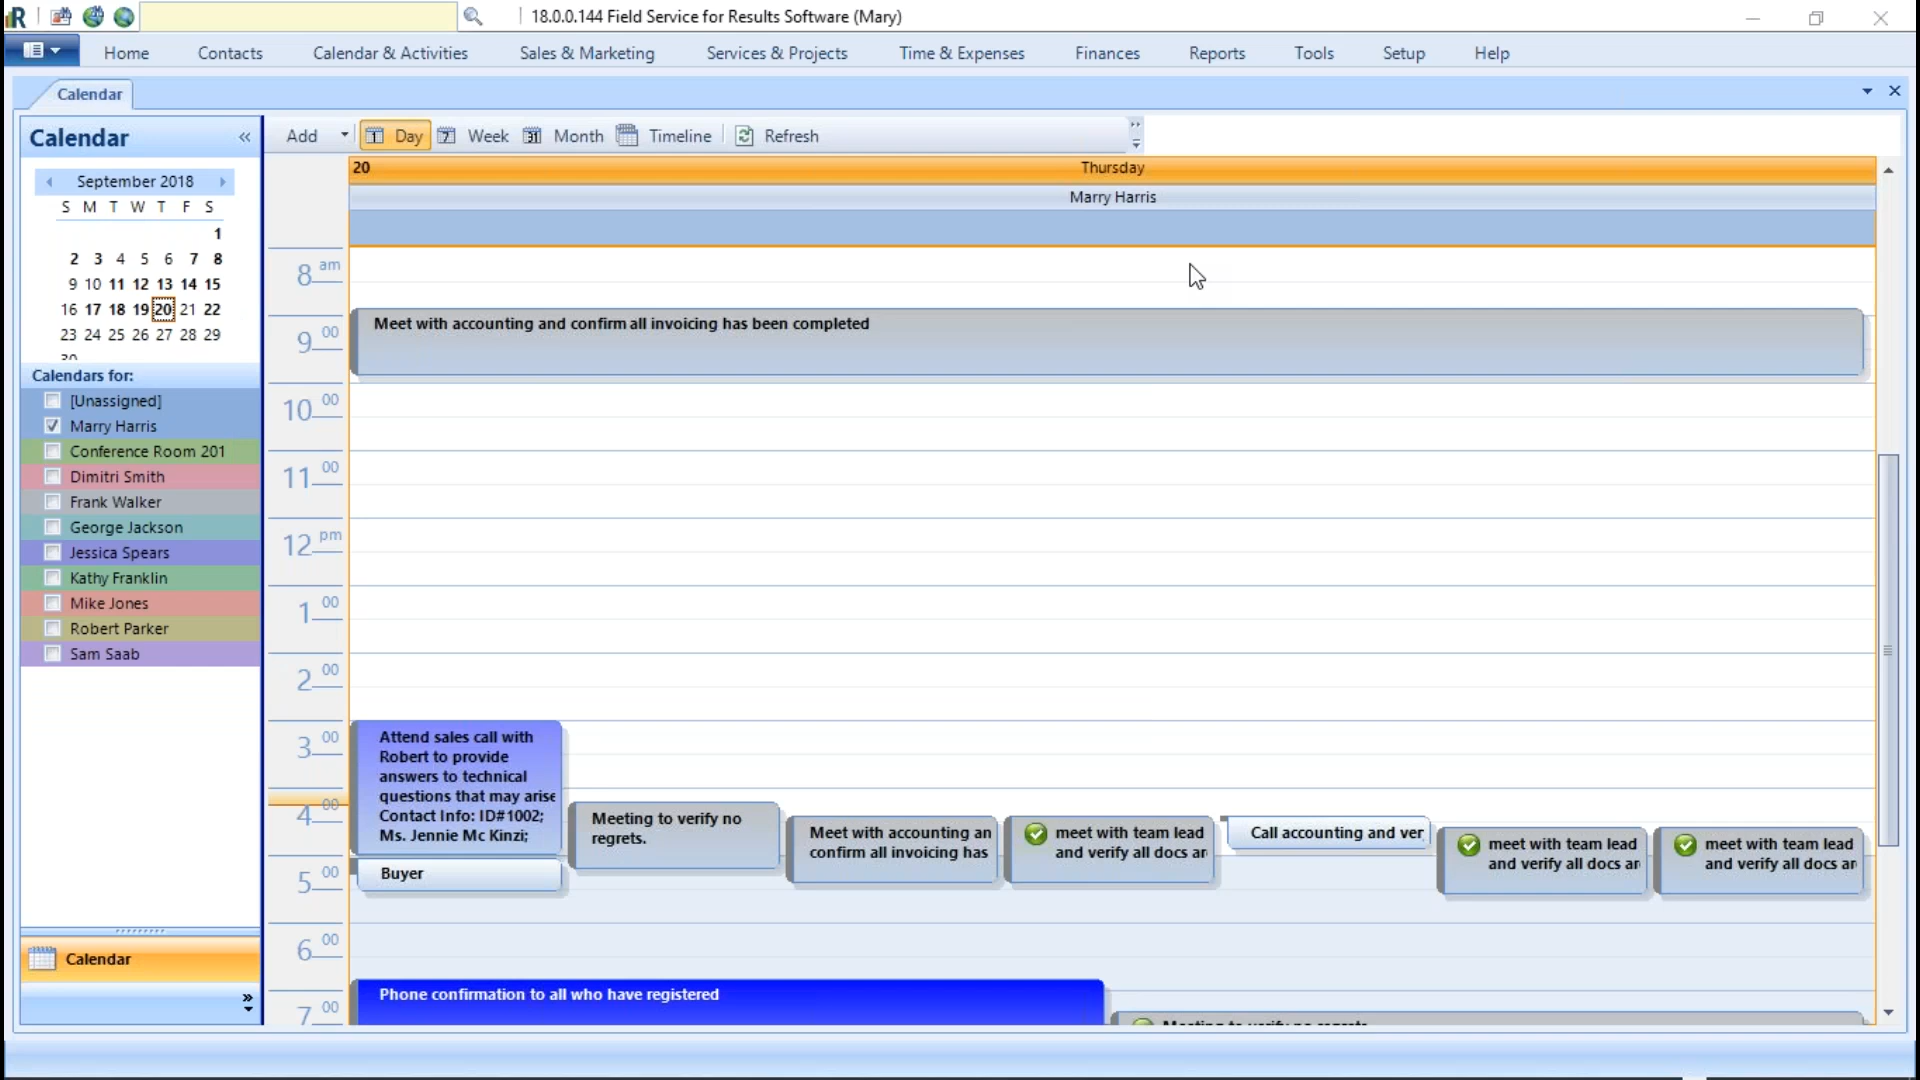 18.0.0.144 Field Service for Results Software (Mary)
Home Contacts Calendar & Activities Sales & Marketing Services & Projects Time & Expenses Finances Reports Tools Setup Help
Calendar
Calendar «
Add 1 Day 7 Week 31 Month Timeline Refresh
September 2018
S M T W T F S
1
2 3 4 5 6 7 8
9 10 11 12 13 14 15
16 17 18 19 20 21 22
23 24 25 26 27 28 29
30
Calendars for:
[Unassigned]
Marry Harris
Conference Room 201
Dimitri Smith
Frank Walker
George Jackson
Jessica Spears
Kathy Franklin
Mike Jones
Robert Parker
Sam Saab
Calendar
»
20 Thursday
Marry Harris
8 am
9 00
Meet with accounting and confirm all invoicing has been completed
10 00
11 00
12 pm
1 00
2 00
3 00
Attend sales call with
Robert to provide
answers to technical
questions that may arise
Contact Info: ID#1002;
Ms. Jennie Mc Kinzi;
4 00
Meeting to verify no
regrets.
Meet with accounting an
confirm all invoicing has
meet with team lead
and verify all docs ar
Call accounting and ver
meet with team lead
and verify all docs ar
meet with team lead
and verify all docs ar
5 00
Buyer
6 00
7 00
Phone confirmation to all who have registered
Meeting to verify no regrets